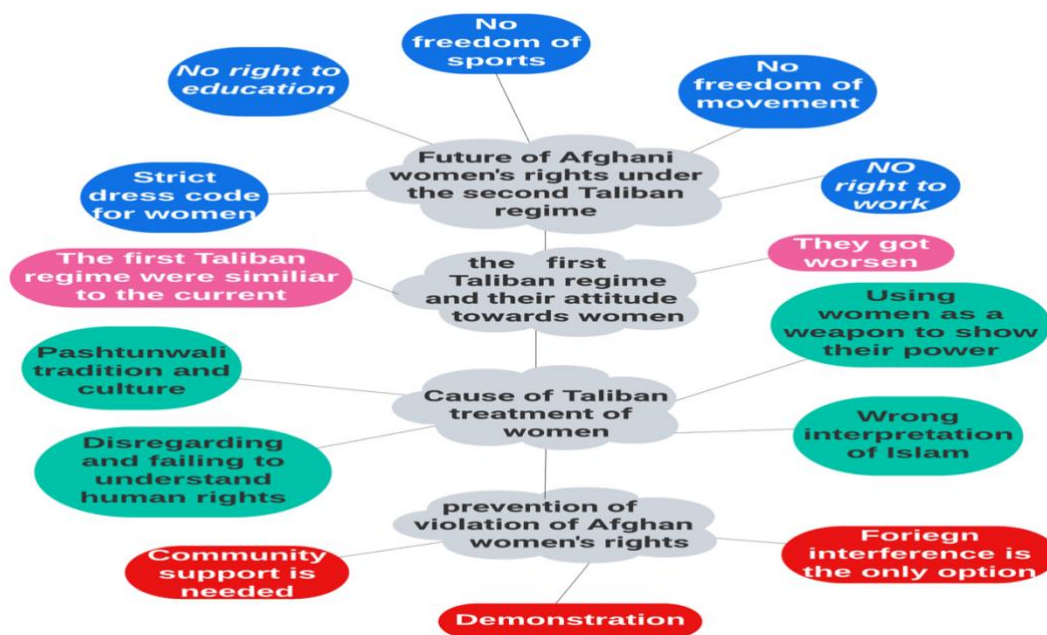 No
freedom of
sports
No right to
education
No
freedom of
movement
Future of Afghani
women's rights under
the second Taliban
regime
Strict
dress code
for women
NO
right to
work
The first Taliban
regime were similiar
to the current
the first
Taliban regime
and their attitude
towards women
They got
worsen
Using
women as a
weapon to show
their power
Pashtunwali
tradition and
culture
Cause of Taliban
treatment of
women
Wrong
interpretation
of Islam
Disregarding
and failing to
understand
human rights
prevention of
violation of Afghan
women's rights
Community
support is
needed
Foriegn
interference is
the only option
Demonstration